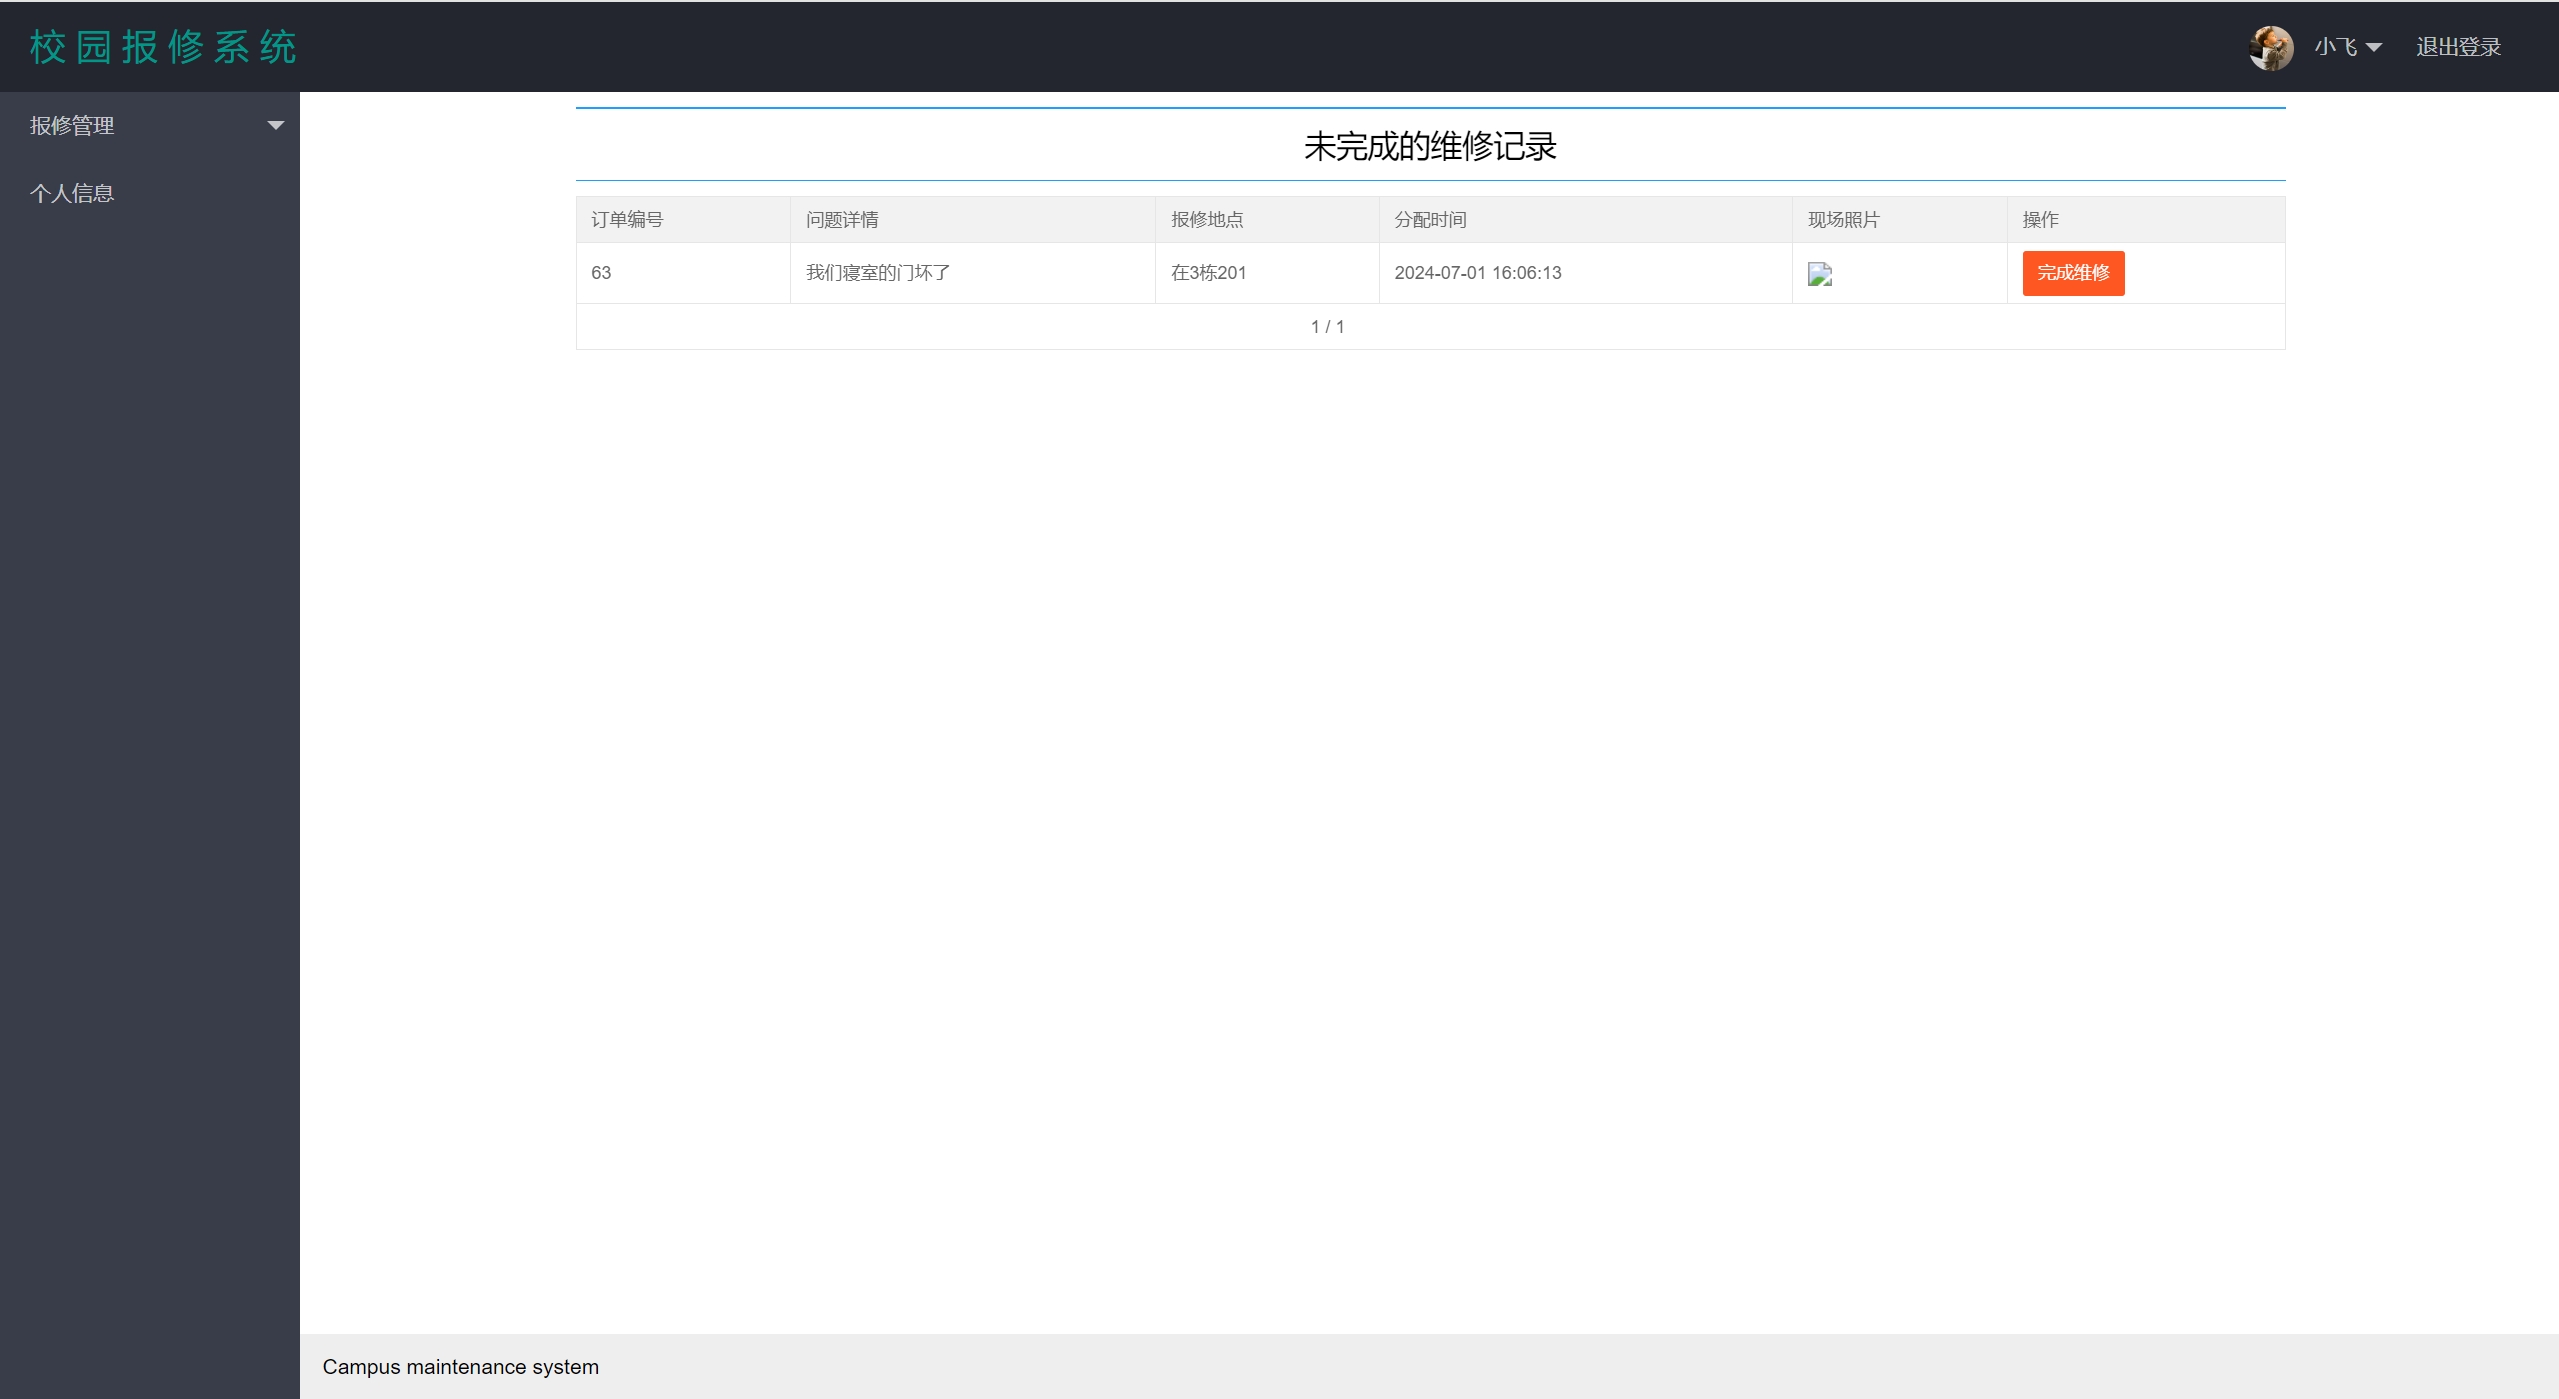 校园报修系统
小飞 退出登录
报修管理
个人信息
未完成的维修记录
订单编号 问题详情 报修地点 分配时间 现场照片 操作
63 我们寝室的门坏了 在3栋201 2024-07-01 16:06:13 完成维修
1 / 1
Campus maintenance system